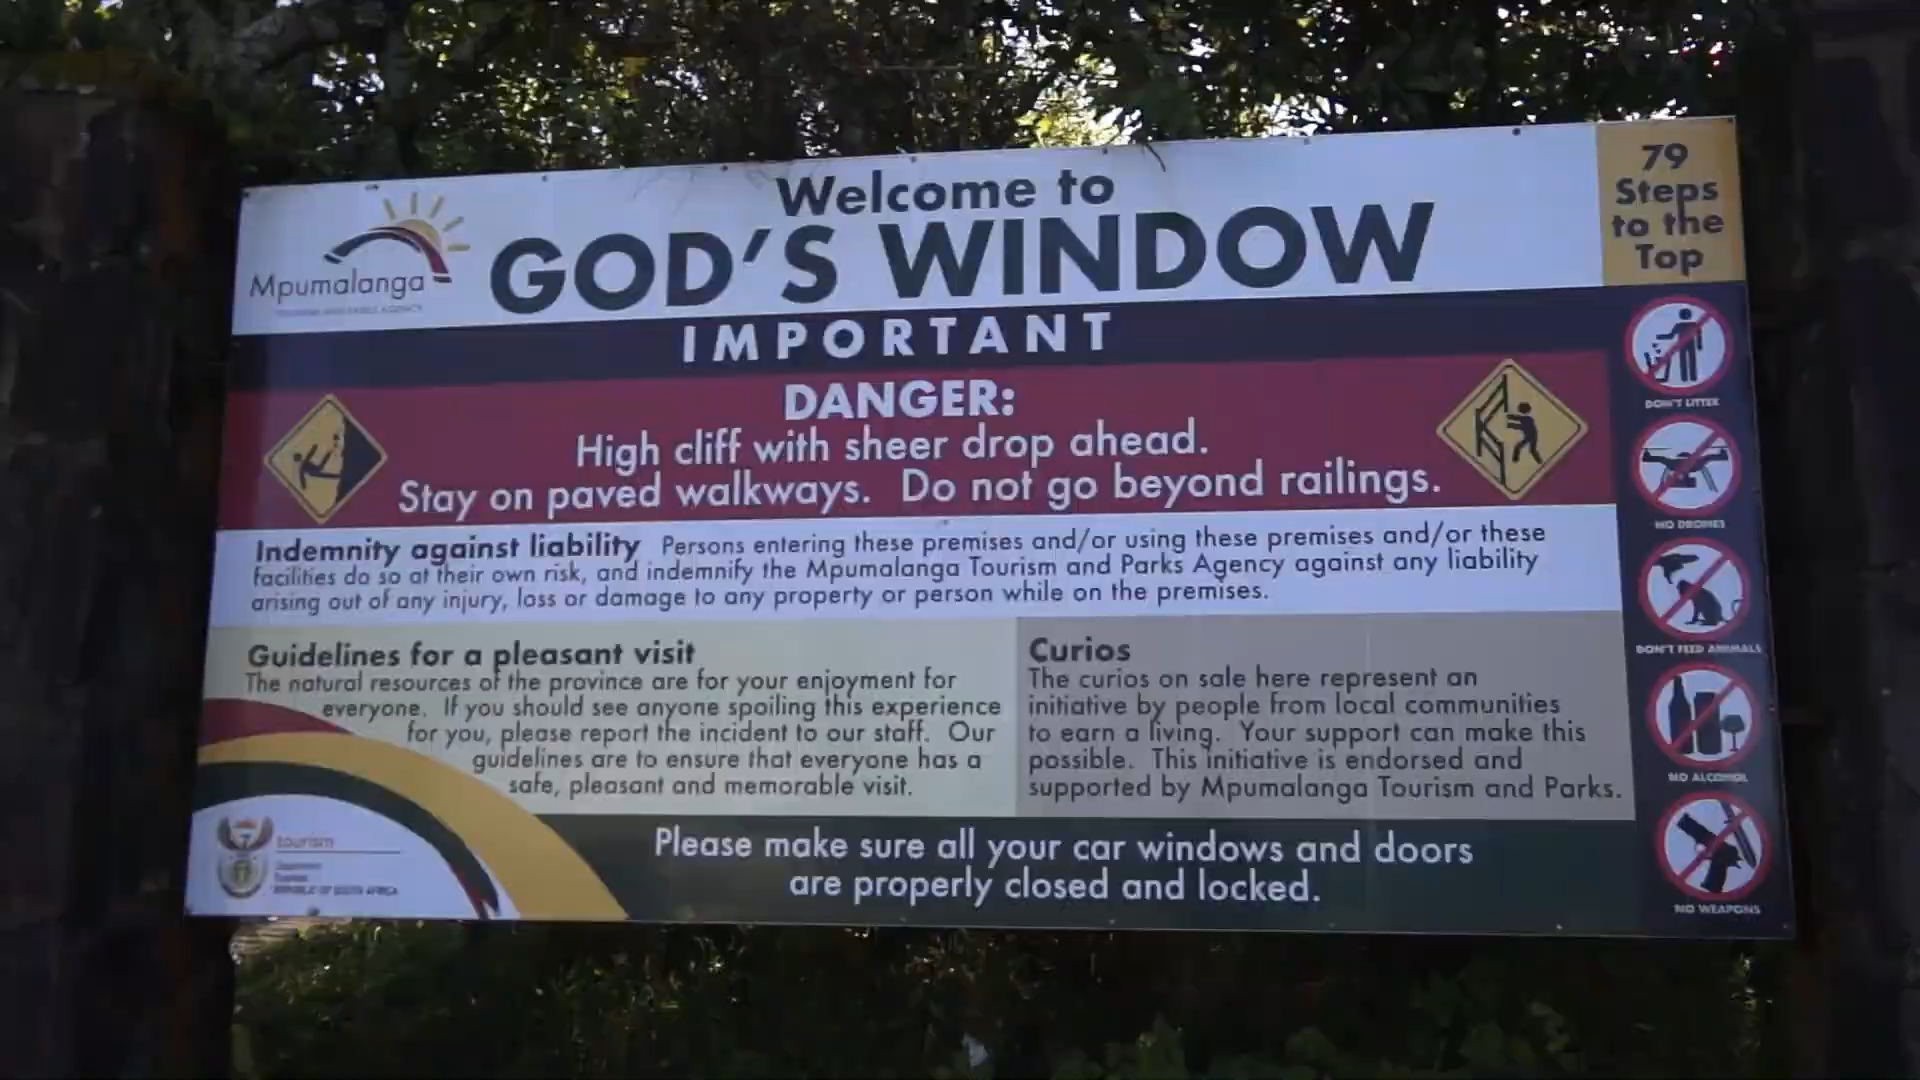 Welcome to
GOD'S WINDOW
79
Steps
to the
Top
Mpumalanga
TOURISM AND PARKS AGENCY
IMPORTANT
DANGER:
High cliff with sheer drop ahead.
Stay on paved walkways. Do not go beyond railings.
Indemnity against liability Persons entering these premises and/or using these premises and/or these
facilities do so at their own risk, and indemnify the Mpumalanga Tourism and Parks Agency against any liability
arising out of any injury, loss or damage to any property or person while on the premises.
Guidelines for a pleasant visit
The natural resources of the province are for your enjoyment for
everyone. If you should see anyone spoiling this experience
for you, please report the incident to our staff. Our
guidelines are to ensure that everyone has a
safe, pleasant and memorable visit.
Curios
The curios on sale here represent an
initiative by people from local communities
to earn a living. Your support can make this
possible. This initiative is endorsed and
supported by Mpumalanga Tourism and Parks.
DON'T LITTER
NO DRONES
DON'T FEED ANIMALS
NO ALCOHOL
NO WEAPONS
tourism
Department
Tourism
REPUBLIC OF SOUTH AFRICA
Please make sure all your car windows and doors
are properly closed and locked.